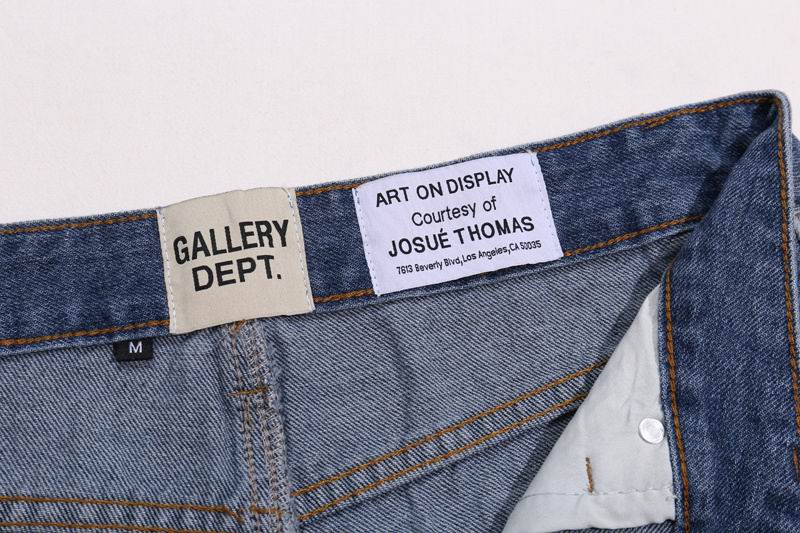 GALLERY
DEPT.
ART ON DISPLAY
Courtesy of
JOSUÉ THOMAS
7613 Beverly Blvd,Los Angeles,CA 50035
M